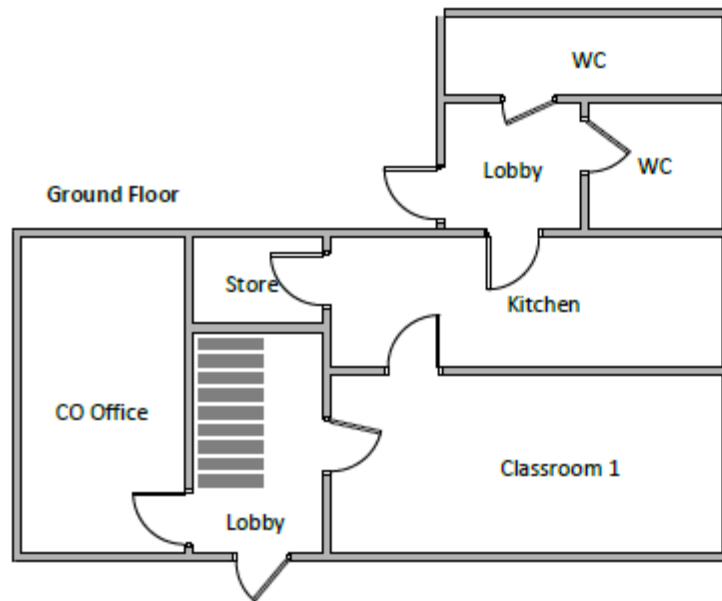 WC
Lobby
WC
Ground Floor
Store
Kitchen
CO Office
Classroom 1
Lobby